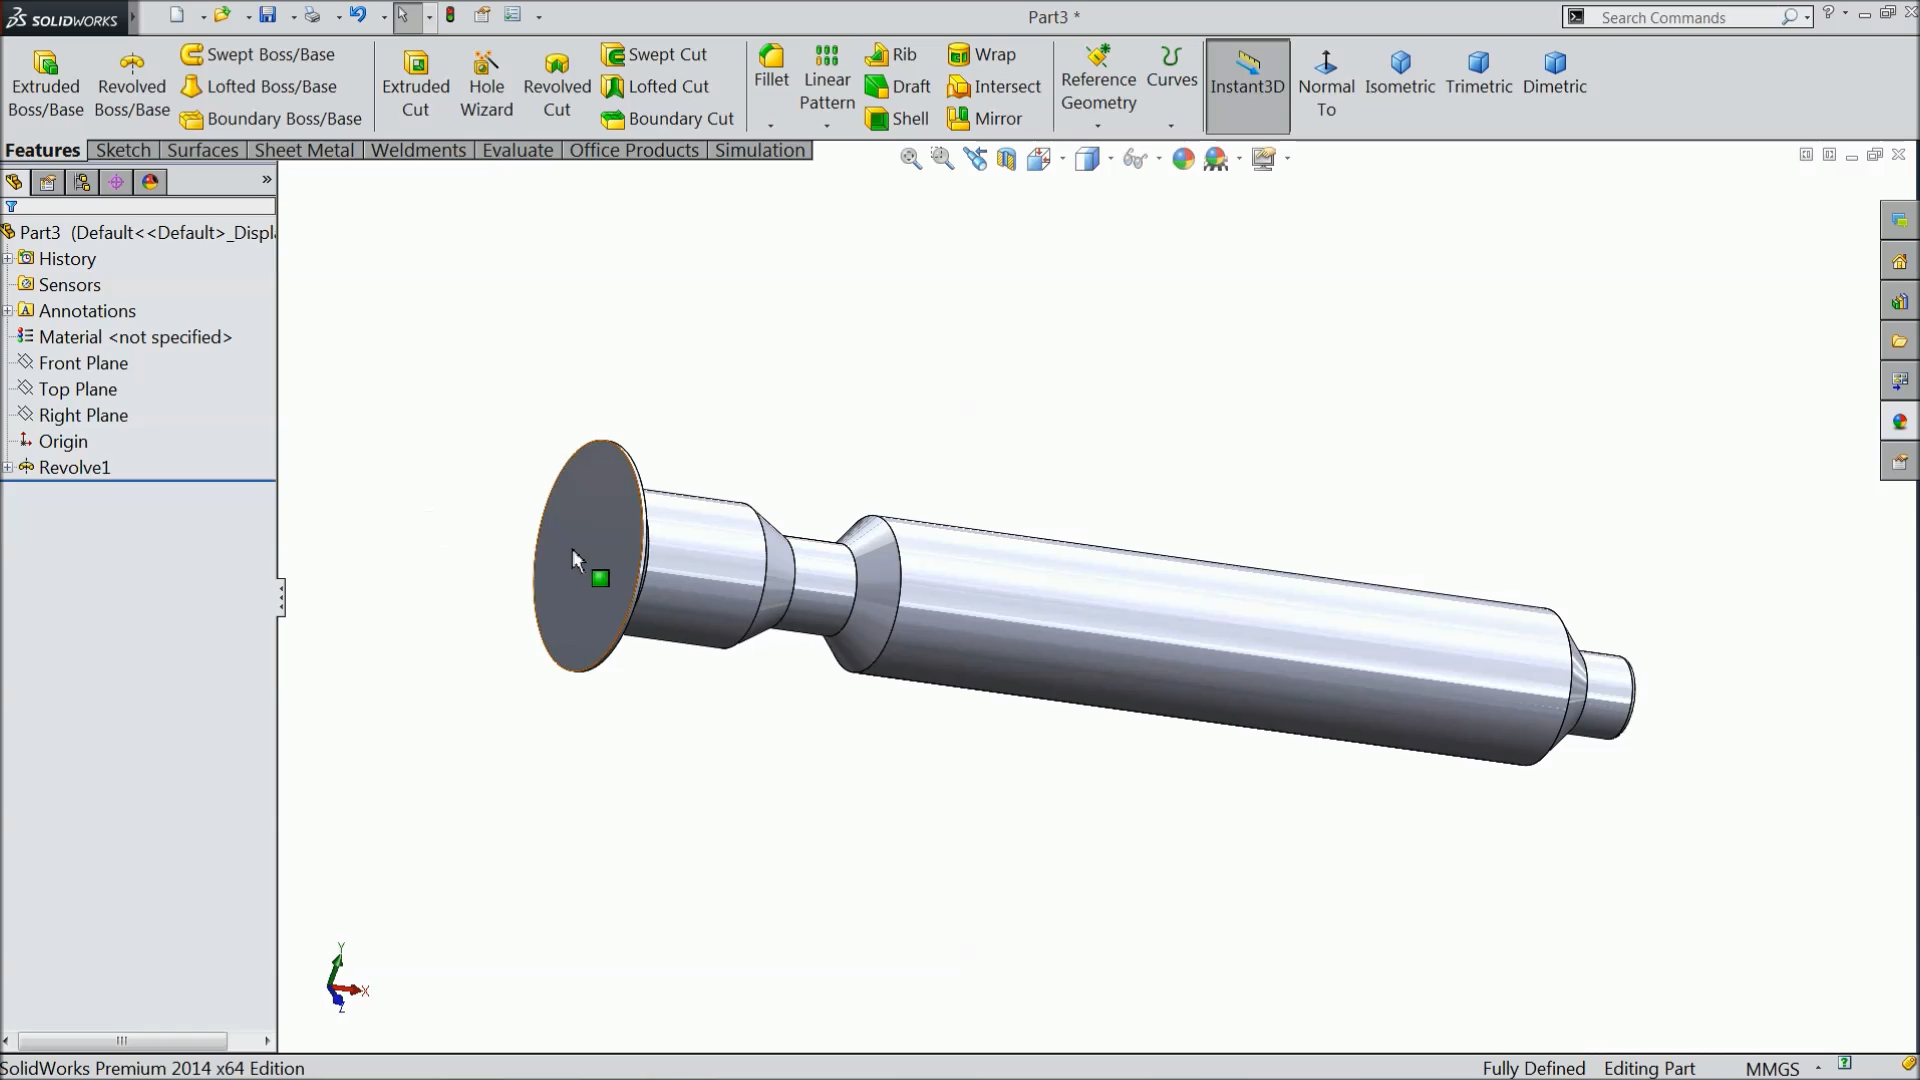 SOLIDWORKS
Part3 *
Search Commands
Extruded Boss/Base
Revolved Boss/Base
Swept Boss/Base
Lofted Boss/Base
Boundary Boss/Base
Extruded Cut
Hole Wizard
Revolved Cut
Swept Cut
Lofted Cut
Boundary Cut
Fillet
Linear Pattern
Rib
Draft
Shell
Wrap
Intersect
Mirror
Reference Geometry
Curves
Instant3D
Normal To
Isometric
Trimetric
Dimetric
Features
Sketch
Surfaces
Sheet Metal
Weldments
Evaluate
Office Products
Simulation
Part3 (Default<<Default>_Displ
History
Sensors
Annotations
Material <not specified>
Front Plane
Top Plane
Right Plane
Origin
Revolve1
Y
X
Z
SolidWorks Premium 2014 x64 Edition
Fully Defined
Editing Part
MMGS